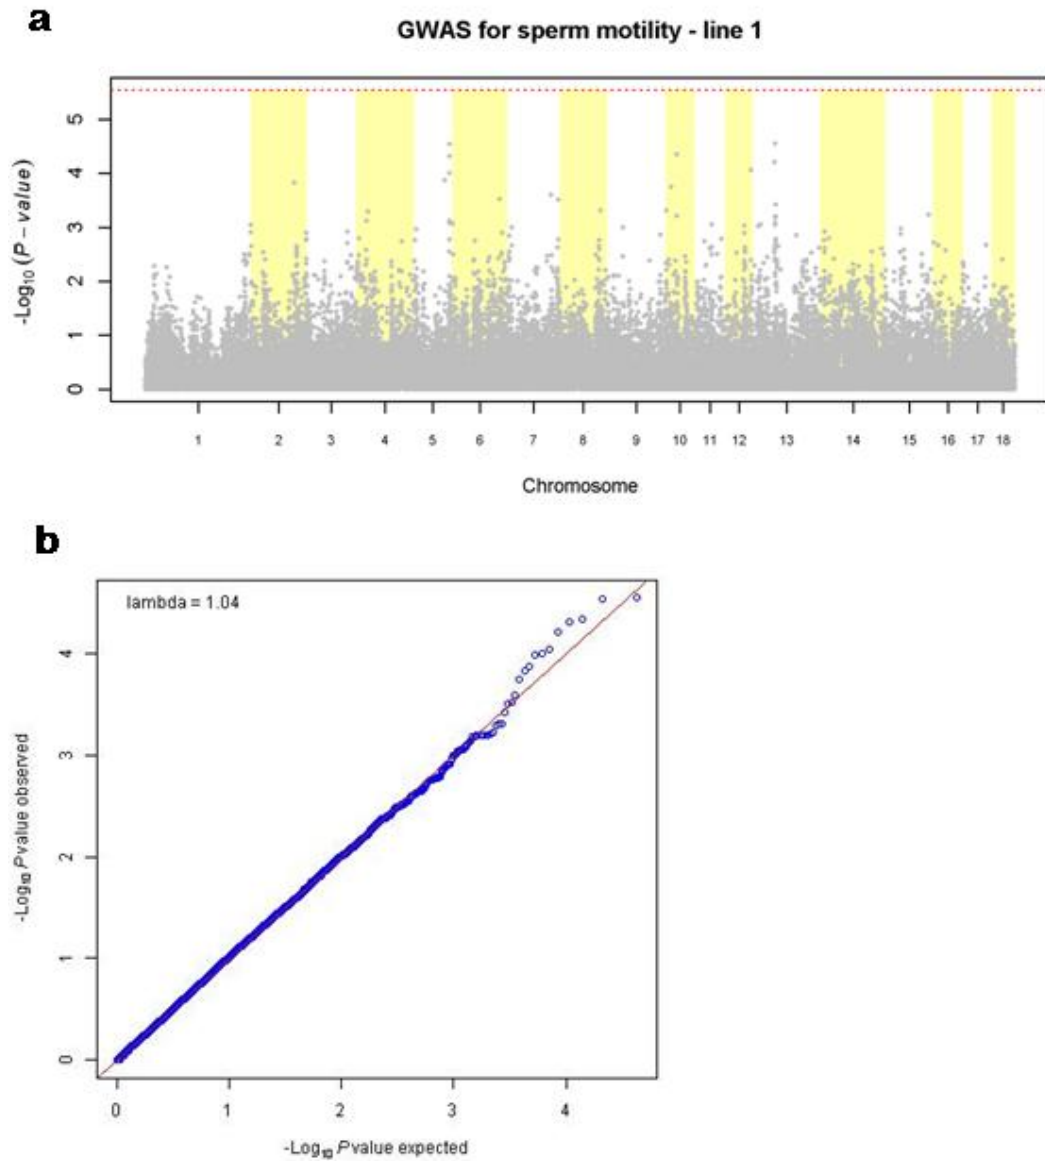 a
GWAS for sperm motility - line 1
-Log10(P - value)
5
4
3
2
1
0
1 2 3 4 5 6 7 8 9 10 11 12 13 14 15 16 17 18
Chromosome
b
lambda = 1.04
-Log10 Pvalue observed
4
3
2
1
0
0 1 2 3 4
-Log10 Pvalue expected